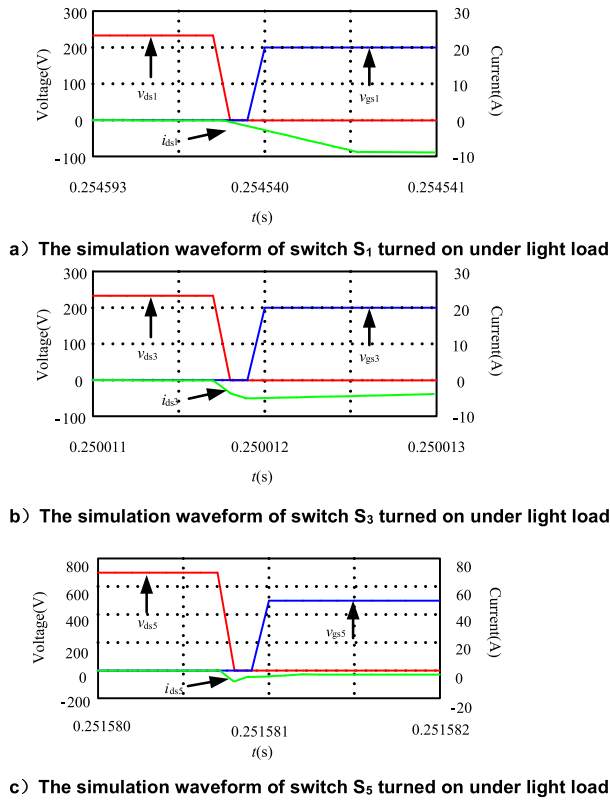 300 30
200 20
Voltage(V) 100 10 Current(A)
vds1 vgs1
0 0
ids1
-100 -10
0.254593 0.254540 0.254541
t(s)
a）The simulation waveform of switch S1 turned on under light load
300 30
200 20
Voltage(V) 100 10 Current(A)
vds3 vgs3
0 0
ids3
-100 -10
0.250011 0.250012 0.250013
t(s)
b）The simulation waveform of switch S3 turned on under light load
800 80
600 60
Voltage(V) 400 40 Current(A)
vds5 vgs5
200 20
0 0
ids5
-200 -20
0.251580 0.251581 0.251582
t(s)
c）The simulation waveform of switch S5 turned on under light load